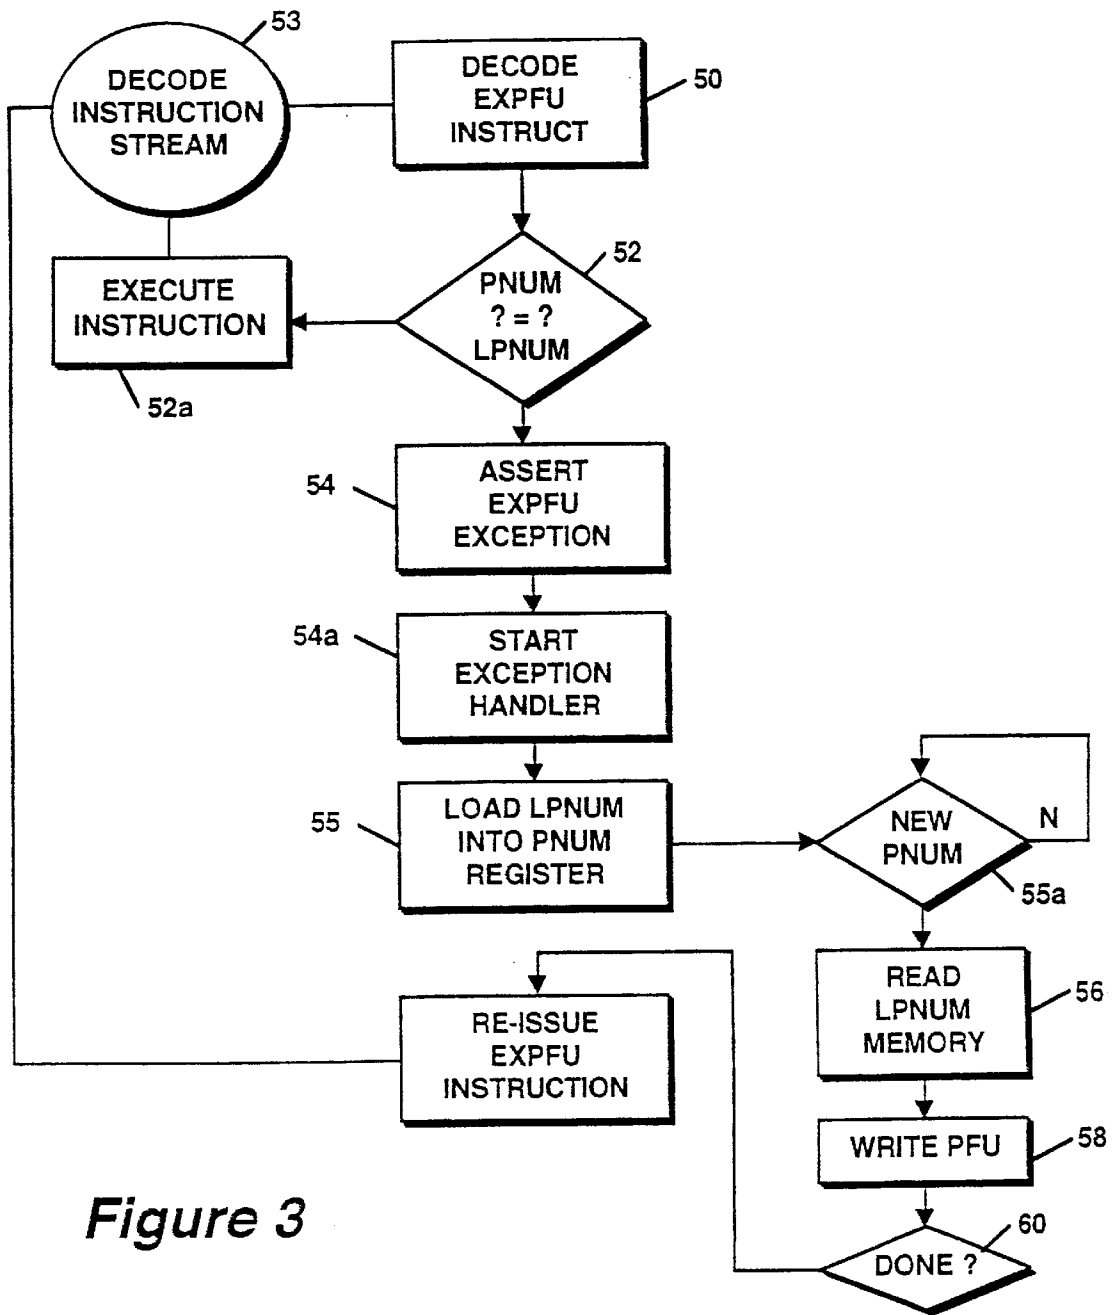 53
DECODE
INSTRUCTION
STREAM
DECODE
EXPFU
INSTRUCT
50
PNUM
? = ?
LPNUM
52
EXECUTE
INSTRUCTION
52a
54
ASSERT
EXPFU
EXCEPTION
54a
START
EXCEPTION
HANDLER
55
LOAD LPNUM
INTO PNUM
REGISTER
NEW
PNUM
N
55a
READ
LPNUM
MEMORY
56
RE-ISSUE
EXPFU
INSTRUCTION
WRITE PFU
58
DONE ?
60
Figure 3